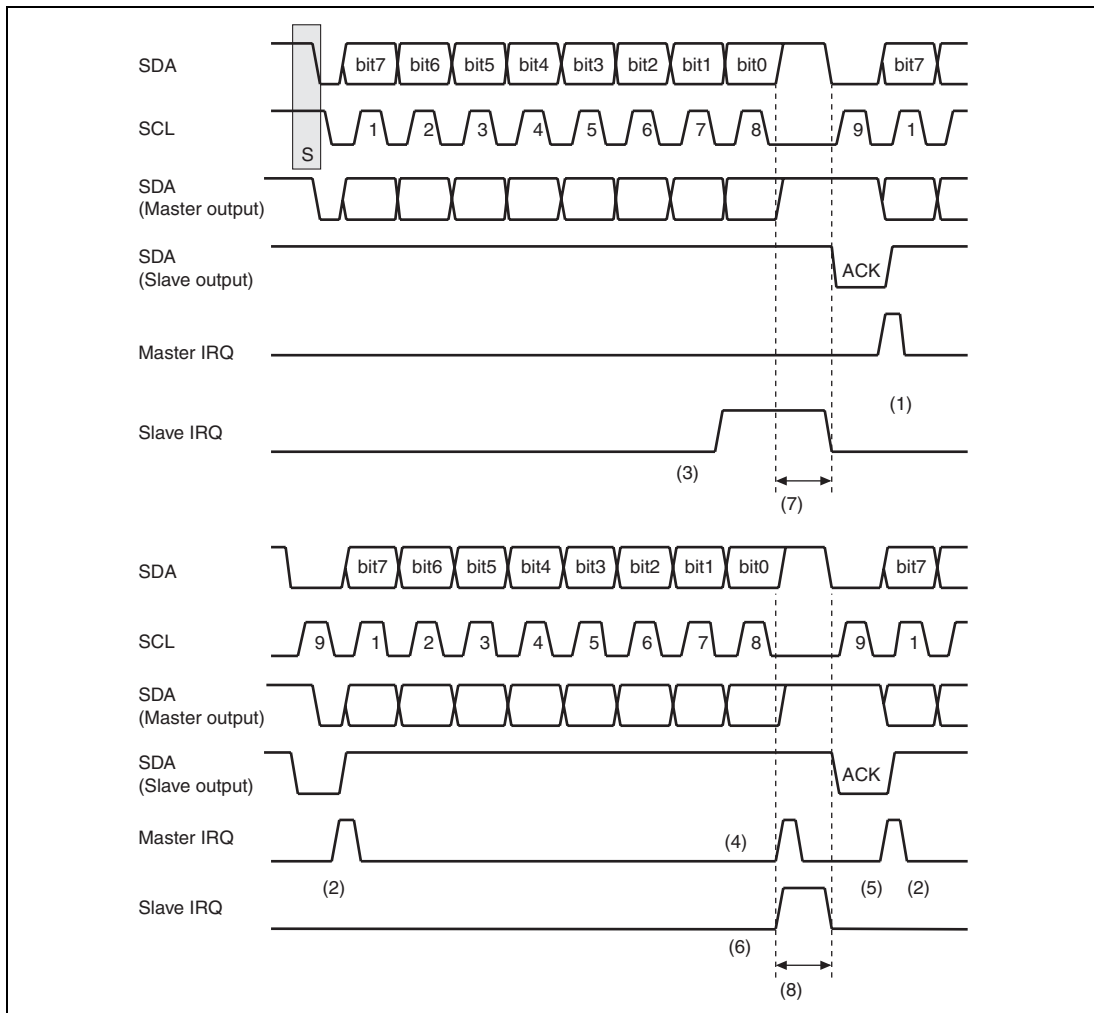 SDA bit7 bit6 bit5 bit4 bit3 bit2 bit1 bit0 bit7
SCL 1 2 3 4 5 6 7 8 9 1
S
SDA
(Master output)
SDA
(Slave output)
ACK
Master IRQ
(1)
Slave IRQ
(3)
(7)
SDA bit7 bit6 bit5 bit4 bit3 bit2 bit1 bit0 bit7
SCL 9 1 2 3 4 5 6 7 8 9 1
SDA
(Master output)
SDA
(Slave output)
ACK
Master IRQ
(4)
(2) (5) (2)
Slave IRQ
(6)
(8)